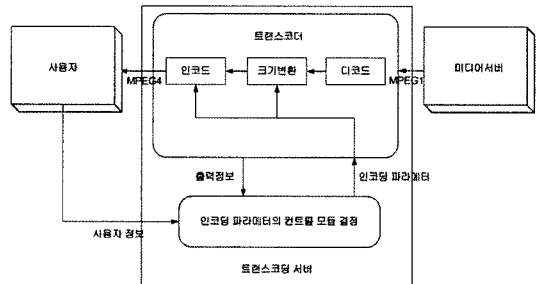 트랜스코더
사용자
인코드
크기변환
디코드
미디어서버
MPEG4
MPEG1
출력정보
인코딩 파라메터
인코딩 파라메터의 컨트롤 모듈 결정
사용자 정보
트랜스코딩 서버